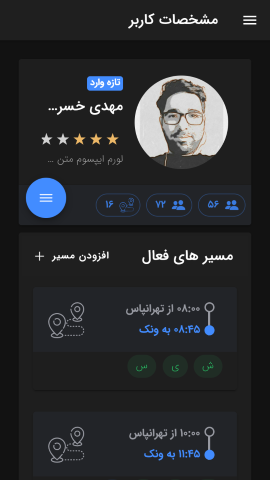 مشخصات کاربر
تازه وارد
مهدی خسر...
لورم ایپسوم متن ...
۵۶
۷۲
۱۶
مسیر های فعال
افزودن مسیر +
۰۸:۰۰ از تهرانپاس
۰۸:۴۵ به ونک
ش
ی
س
۱۰:۰۰ از تهرانپاس
۱۱:۴۵ به ونک